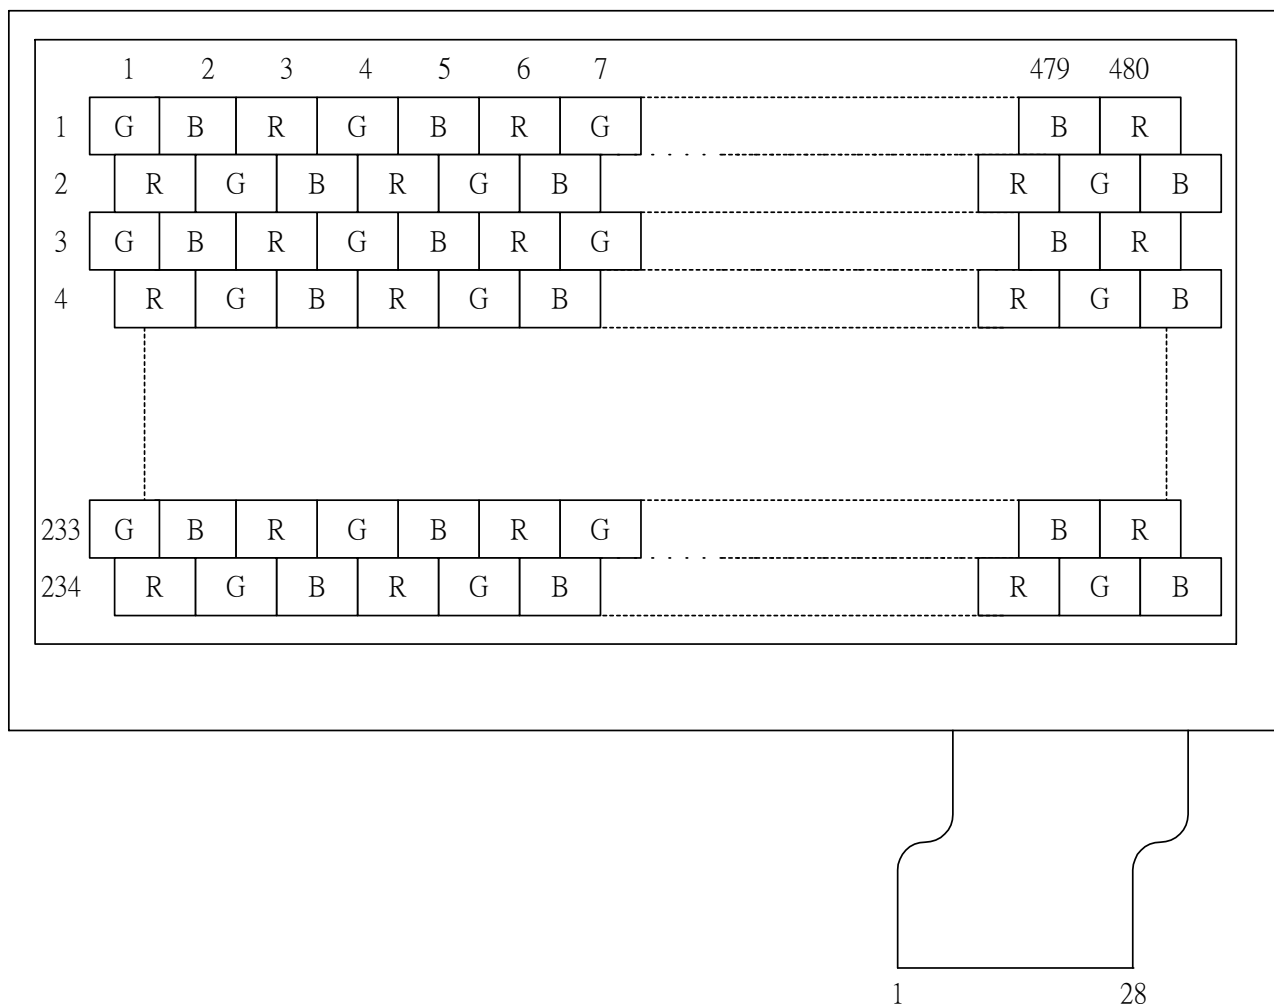 1 2 3 4 5 6 7 479 480
1 G B R G B R G B R
2 R G B R G B R G B
3 G B R G B R G B R
4 R G B R G B R G B
233 G B R G B R G B R
234 R G B R G B R G B
1 28